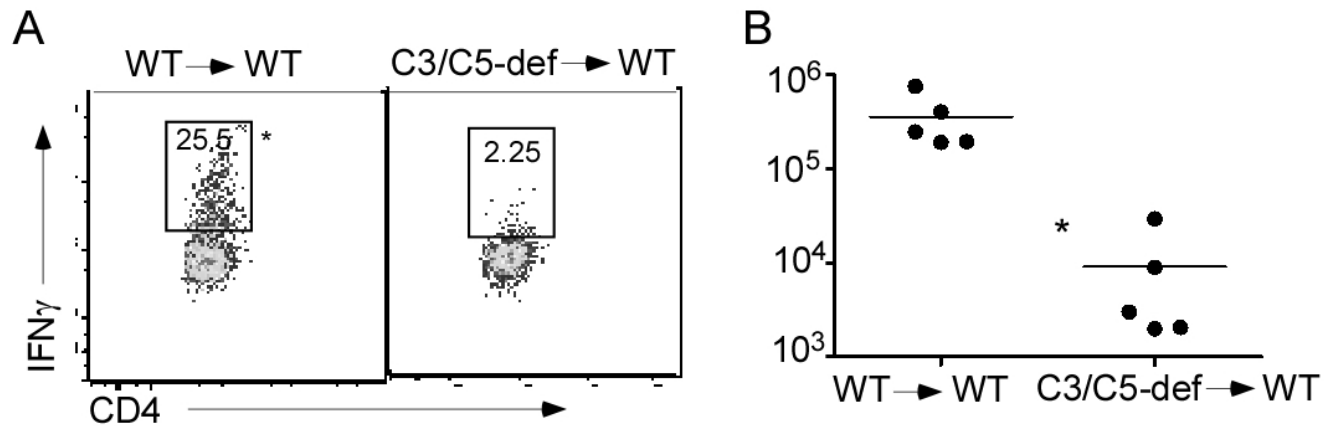 A
WT → WT
C3/C5-def → WT
25.5
*
2.25
IFNγ
CD4
B
10⁶
10⁵
10⁴
10³
*
WT → WT
C3/C5-def → WT